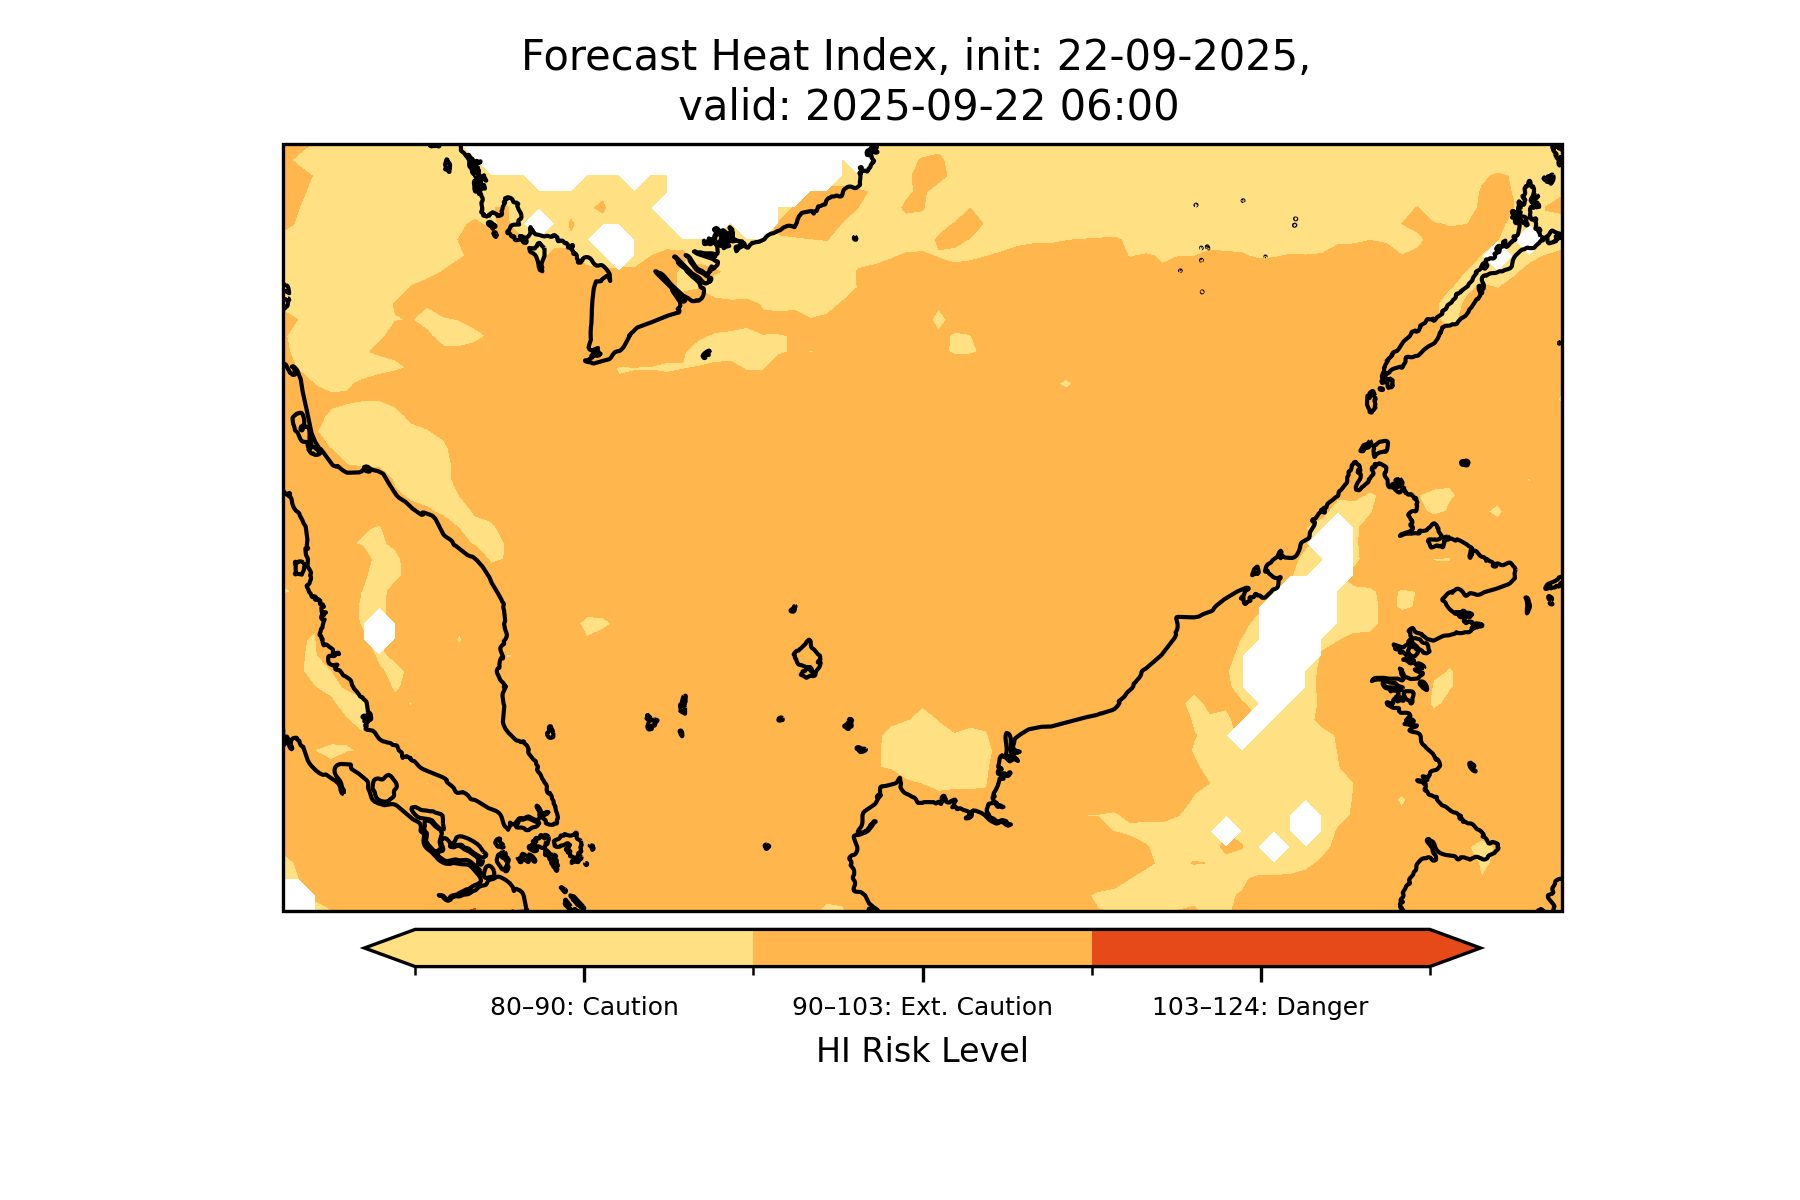 Forecast Heat Index, init: 22-09-2025,
valid: 2025-09-22 06:00
80–90: Caution
90–103: Ext. Caution
103–124: Danger
HI Risk Level